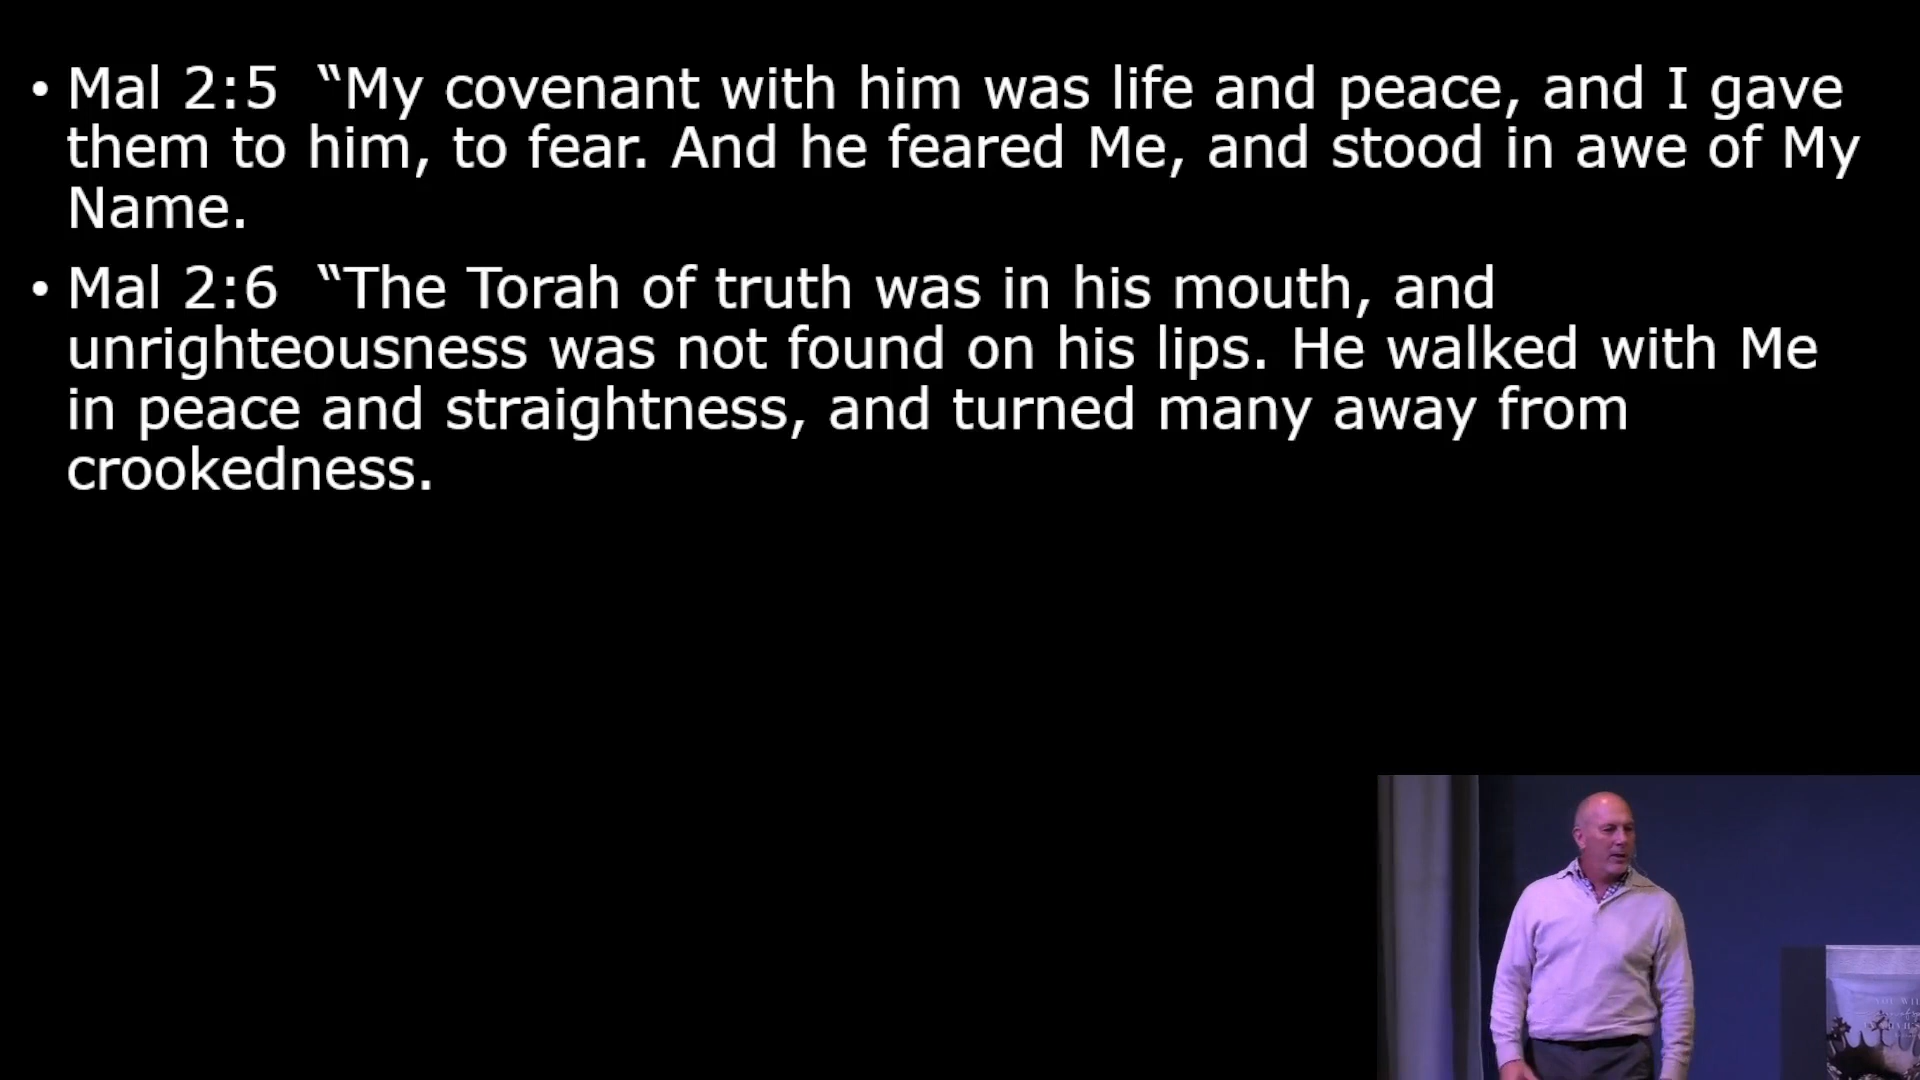 • Mal 2:5  “My covenant with him was life and peace, and I gave
them to him, to fear. And he feared Me, and stood in awe of My
Name.
• Mal 2:6  “The Torah of truth was in his mouth, and
unrighteousness was not found on his lips. He walked with Me
in peace and straightness, and turned many away from
crookedness.